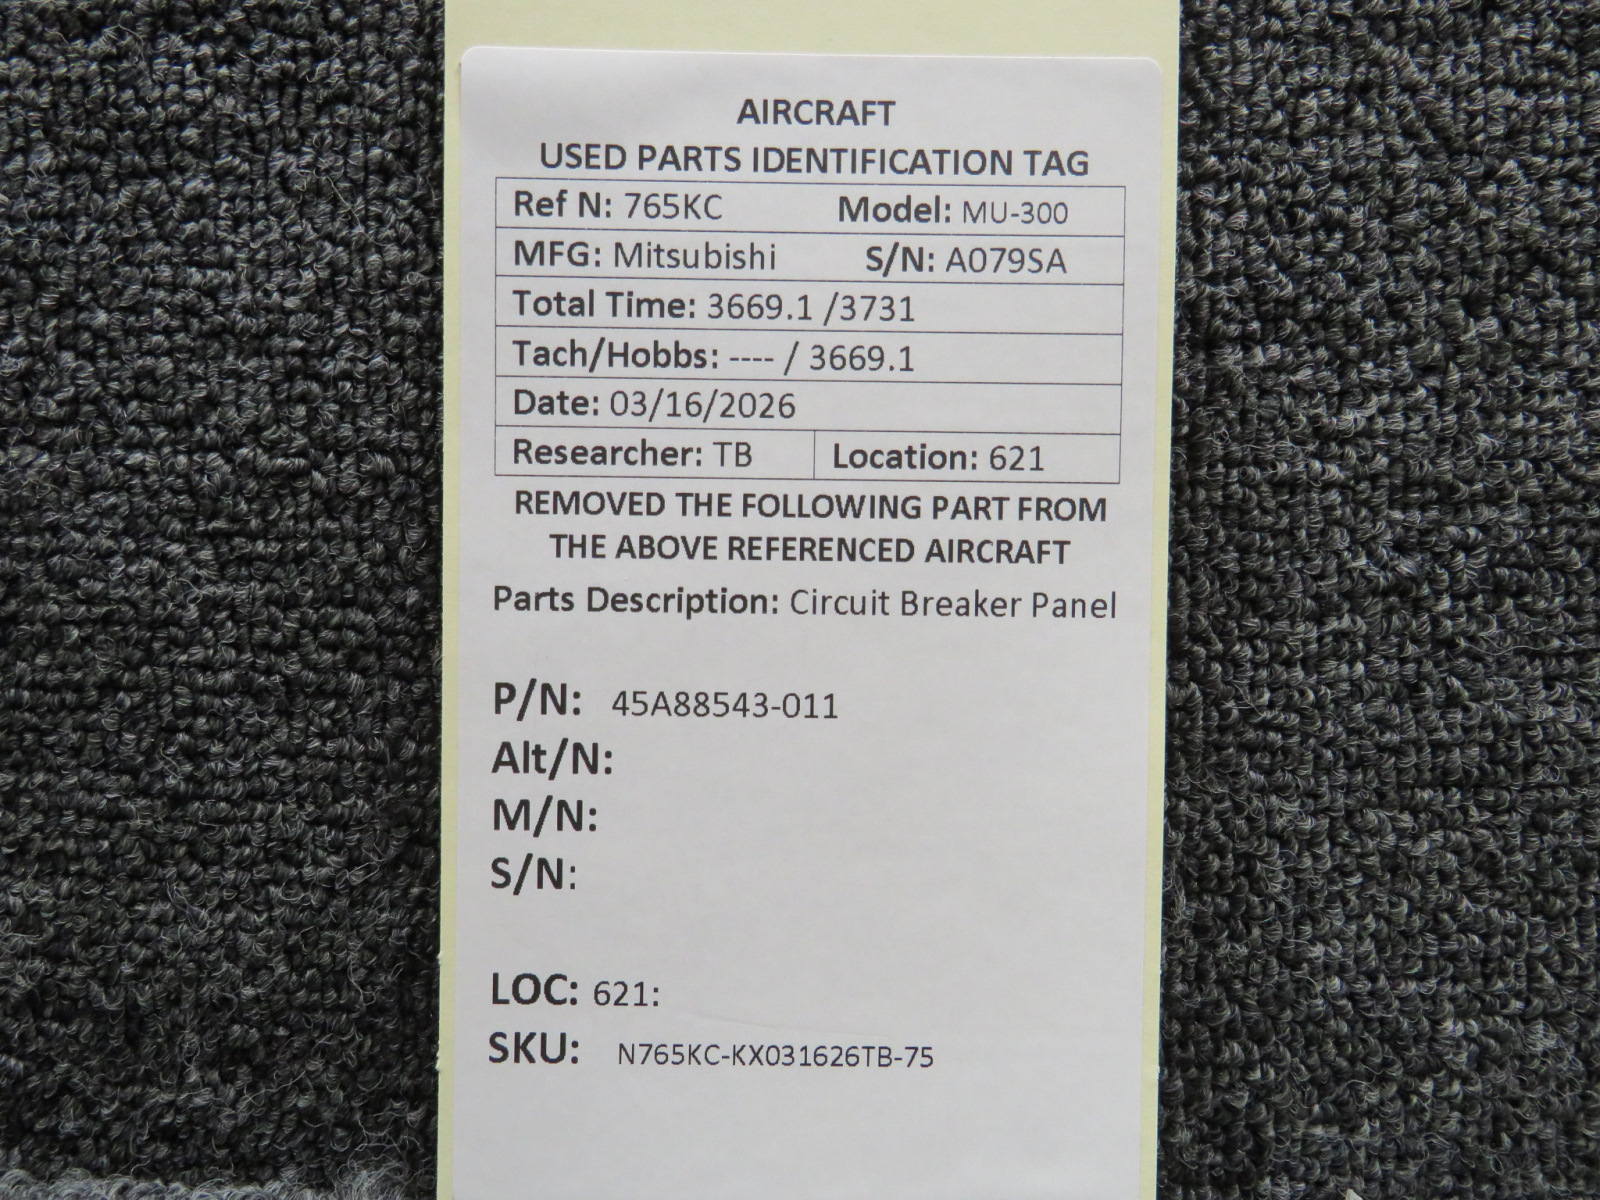 AIRCRAFT
USED PARTS IDENTIFICATION TAG
Ref N: 765KC Model: MU-300
MFG: Mitsubishi S/N: A079SA
Total Time: 3669.1 /3731
Tach/Hobbs: ---- / 3669.1
Date: 03/16/2026
Researcher: TB Location: 621
REMOVED THE FOLLOWING PART FROM
THE ABOVE REFERENCED AIRCRAFT
Parts Description: Circuit Breaker Panel
P/N: 45A88543-011
Alt/N:
M/N:
S/N:
LOC: 621:
SKU: N765KC-KX031626TB-75